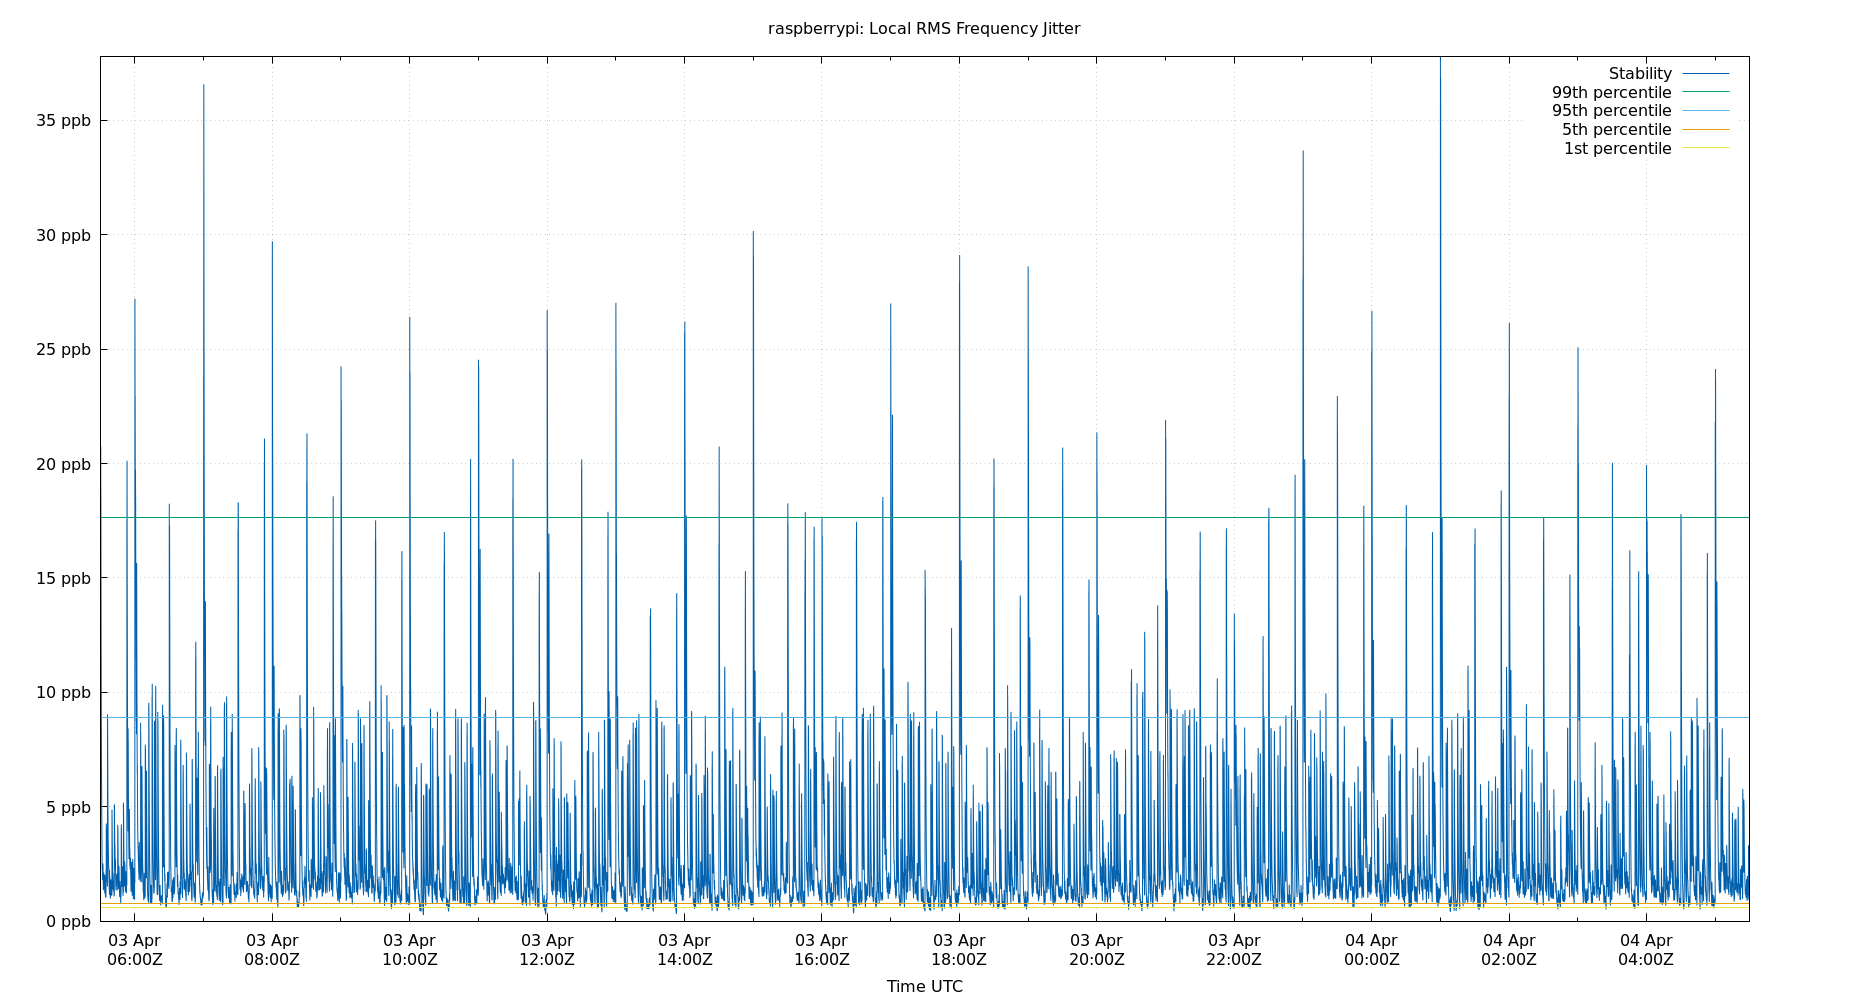 raspberrypi: Local RMS Frequency Jitter
Stability
99th percentile
95th percentile
5th percentile
1st percentile
35 ppb
30 ppb
25 ppb
20 ppb
15 ppb
10 ppb
5 ppb
0 ppb
03 Apr 03 Apr 03 Apr 03 Apr 03 Apr 03 Apr 03 Apr 03 Apr 03 Apr 04 Apr 04 Apr 04 Apr
06:00Z 08:00Z 10:00Z 12:00Z 14:00Z 16:00Z 18:00Z 20:00Z 22:00Z 00:00Z 02:00Z 04:00Z
Time UTC